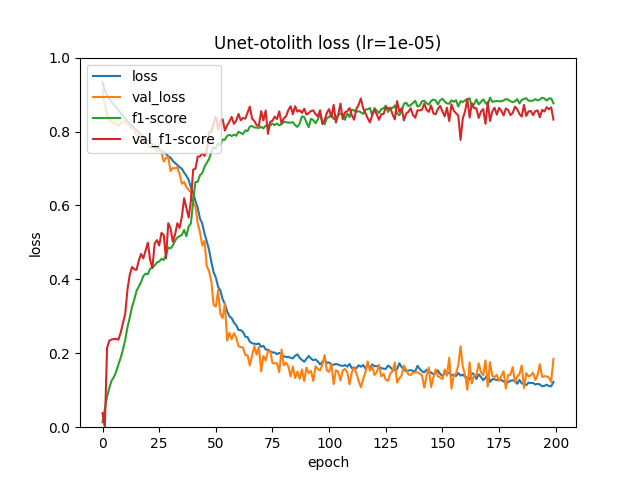 Unet-otolith loss (lr=1e-05)
loss
val_loss
f1-score
val_f1-score
1.0
0.8
0.6
0.4
0.2
0.0
loss
0 25 50 75 100 125 150 175 200
epoch